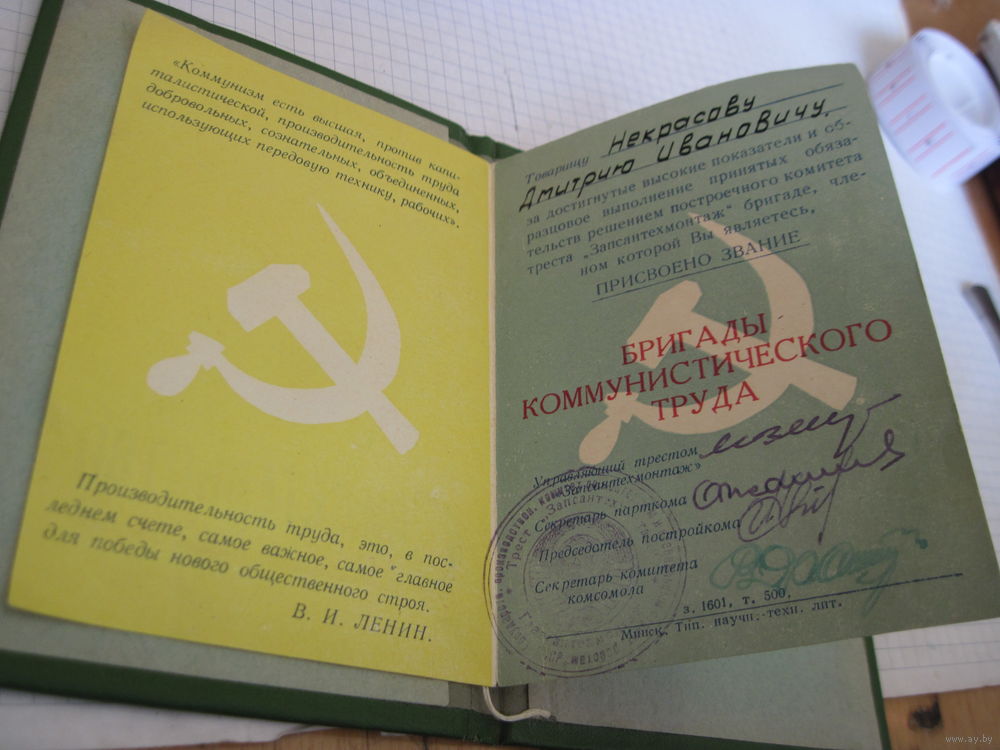 «Коммунизм есть высшая, против капи-
талистической, производительность труда
добровольных, сознательных, объединенных,
использующих передовую технику, рабочих».
Производительность труда, это, в пос-
леднем счете, самое важное, самое главное
для победы нового общественного строя.
В. И. ЛЕНИН.
Товарищу Некрасову
Дмитрию Ивановичу.
за достигнутые высокие показатели и об-
разцовое выполнение принятых обяза-
тельств решением построечного комитета
треста „Запсантехмонтаж" бригаде, чле-
ном которой Вы являетесь,
ПРИСВОЕНО ЗВАНИЕ
БРИГАДЫ
КОММУНИСТИЧЕСКОГО
ТРУДА
Управляющий трестом
«Запсантехмонтаж»
Секретарь парткома
Председатель постройкома
Секретарь комитета
комсомола
з. 1601, т. 500.
Минск. Тип. научн.-техн. лит.
Трест
www.ay.by